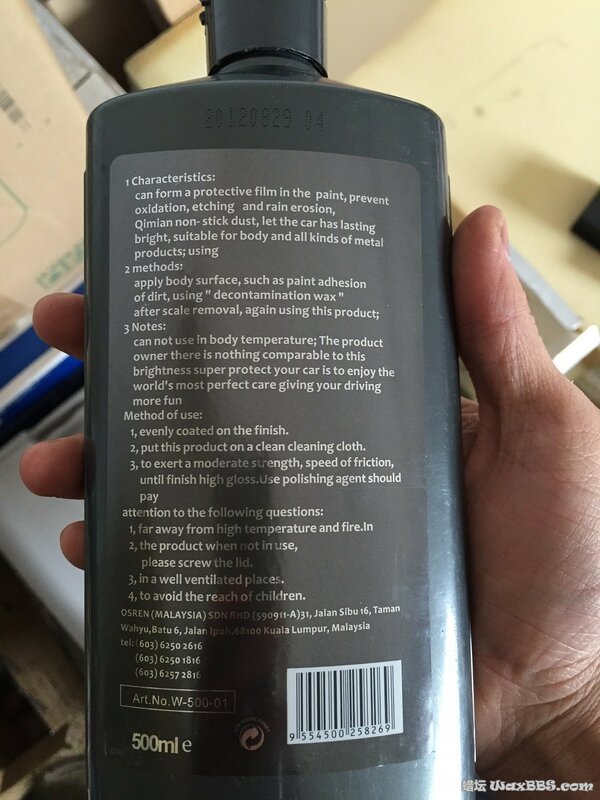 20120829 04
1 Characteristics:
can form a protective film in the paint, prevent
oxidation, etching and rain erosion,
Qimian non-stick dust, let the car has lasting
bright, suitable for body and all kinds of metal
products; using
2 methods:
apply body surface, such as paint adhesion
of dirt, using " decontamination wax "
after scale removal, again using this product;
3 Notes:
can not use in body temperature; The product
owner there is nothing comparable to this
brightness super protect your car is to enjoy the
world's most perfect care giving your driving
more fun
Method of use:
1, evenly coated on the finish.
2, put this product on a clean cleaning cloth.
3, to exert a moderate strength, speed of friction,
until finish high gloss.Use polishing agent should
pay
attention to the following questions:
1, far away from high temperature and fire.In
2, the product when not in use,
please screw the lid.
3, in a well ventilated places.
4, to avoid the reach of children.
OSREN (MALAYSIA) SDN BHD (590911-A)31, Jalan Sibu 16, Taman
Wahyu,Batu 6, Jalan Ipoh,68100 Kuala Lumpur, Malaysia
tel: (603) 6250 2616
(603) 6250 1816
(603) 6257 2816
Art.No.W-500-01
500ml e
9 554500 258269
蜡坛 WaxBBS.com